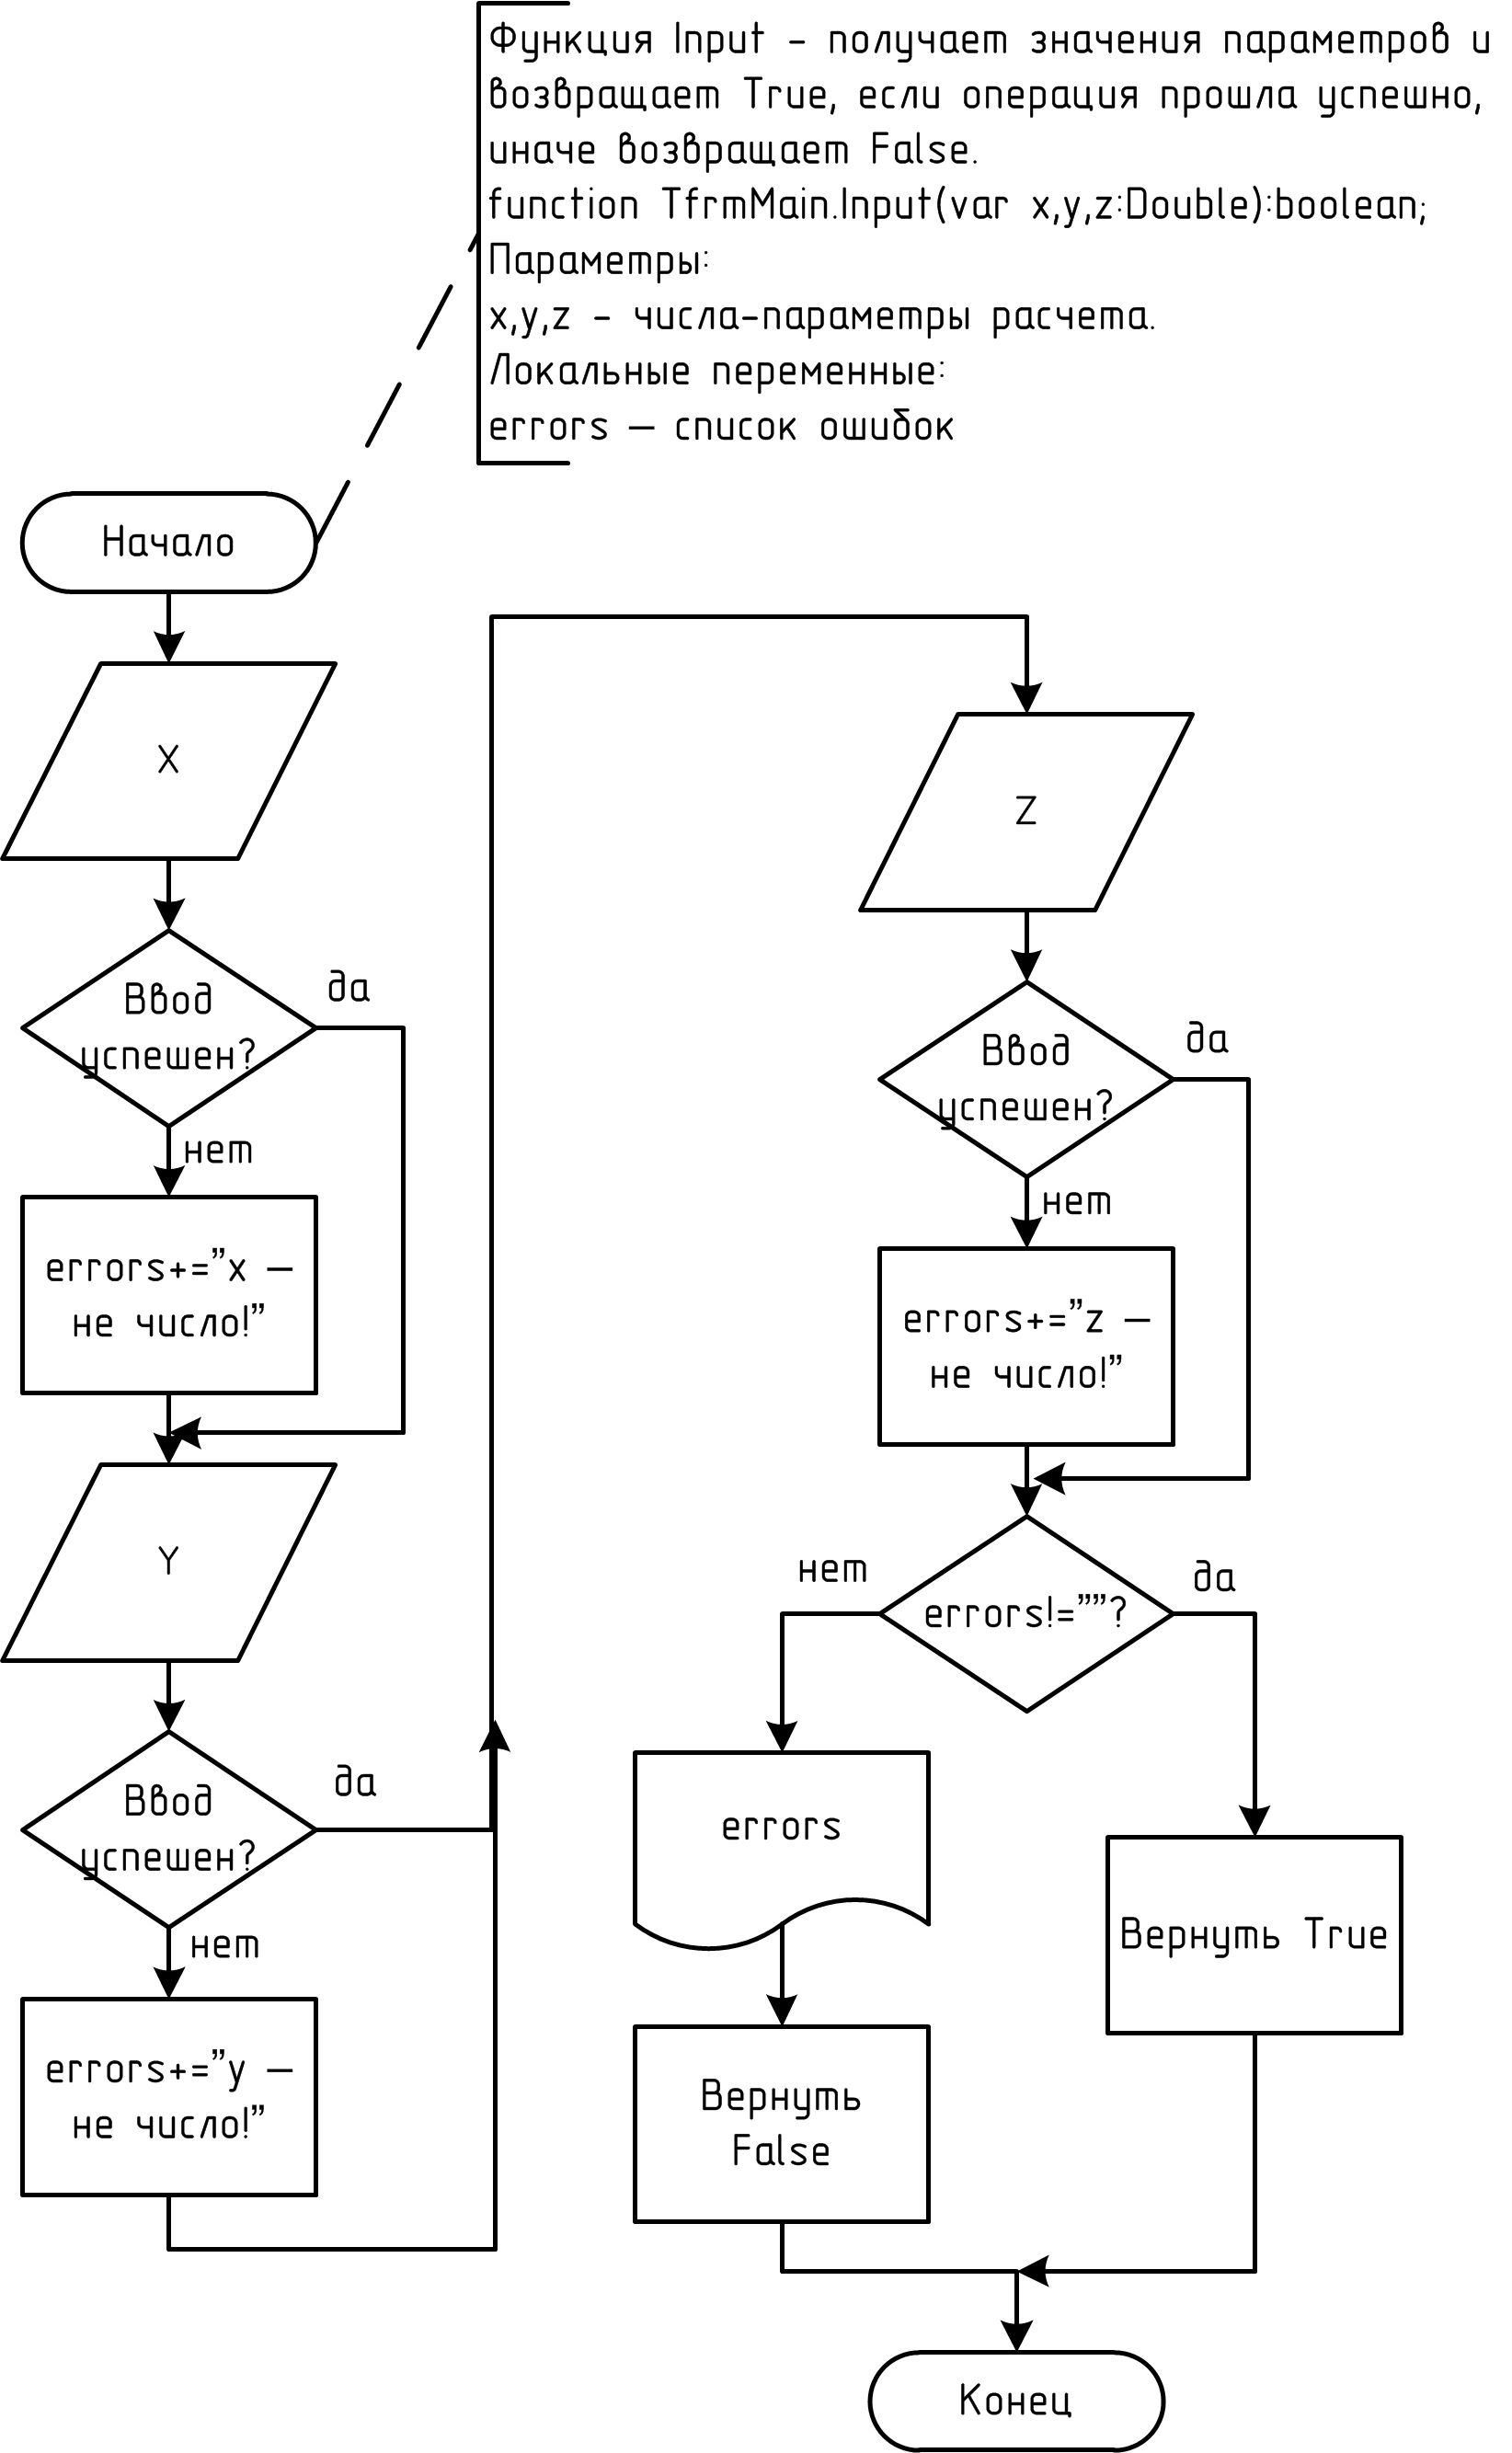 Функция Input - получает значения параметров и
возвращает True, если операция прошла успешно,
иначе возвращает False.
function TfrmMain.Input(var x,y,z:Double):boolean;
Параметры:
x,y,z - числа-параметры расчета.
Локальные переменные:
errors — список ошибок
Начало
X
Ввод
успешен?
да
нет
errors+=”x —
не число!”
Y
Ввод
успешен?
да
нет
errors+=”y —
не число!”
Z
Ввод
успешен?
да
нет
errors+=”z —
не число!”
errors!=””?
нет
да
errors
Вернуть
False
Вернуть True
Конец